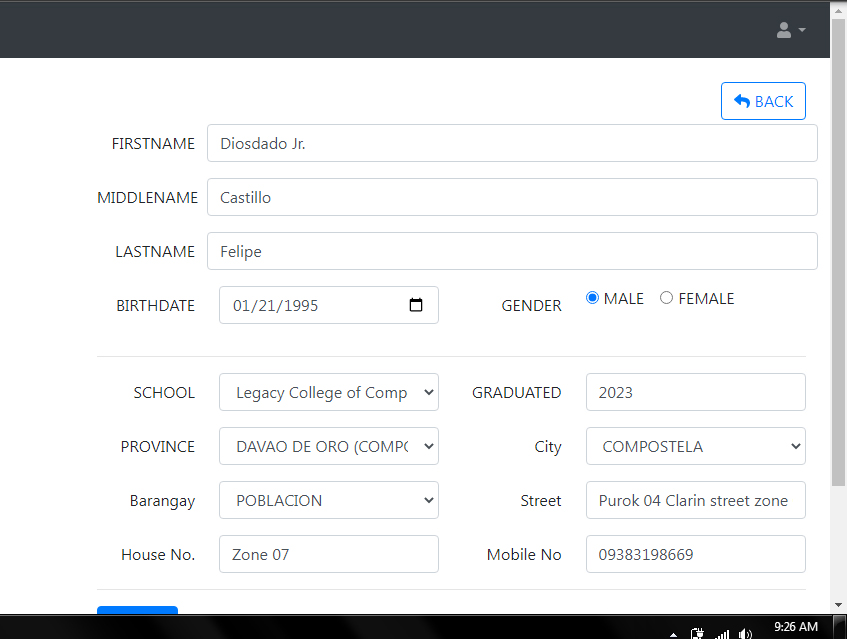 BACK
FIRSTNAME Diosdado Jr.
MIDDLENAME Castillo
LASTNAME Felipe
BIRTHDATE 01/21/1995 GENDER MALE FEMALE
SCHOOL Legacy College of Comp GRADUATED 2023
PROVINCE DAVAO DE ORO (COMPO City COMPOSTELA
Barangay POBLACION Street Purok 04 Clarin street zone
House No. Zone 07 Mobile No 09383198669
9:26 AM